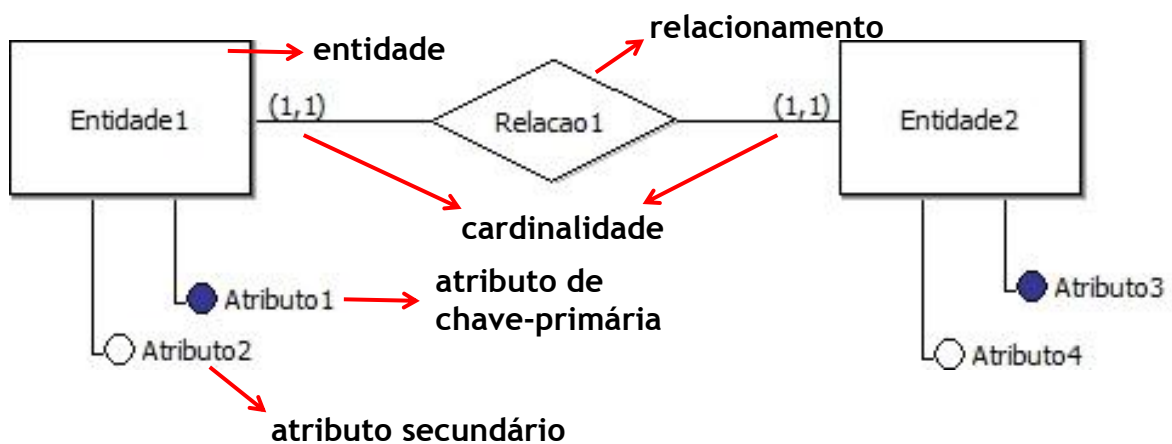 relacionamento
entidade
Entidade1
(1,1)
Relacao1
(1,1)
Entidade2
cardinalidade
Atributo1
atributo de
chave-primária
Atributo3
Atributo2
Atributo4
atributo secundário